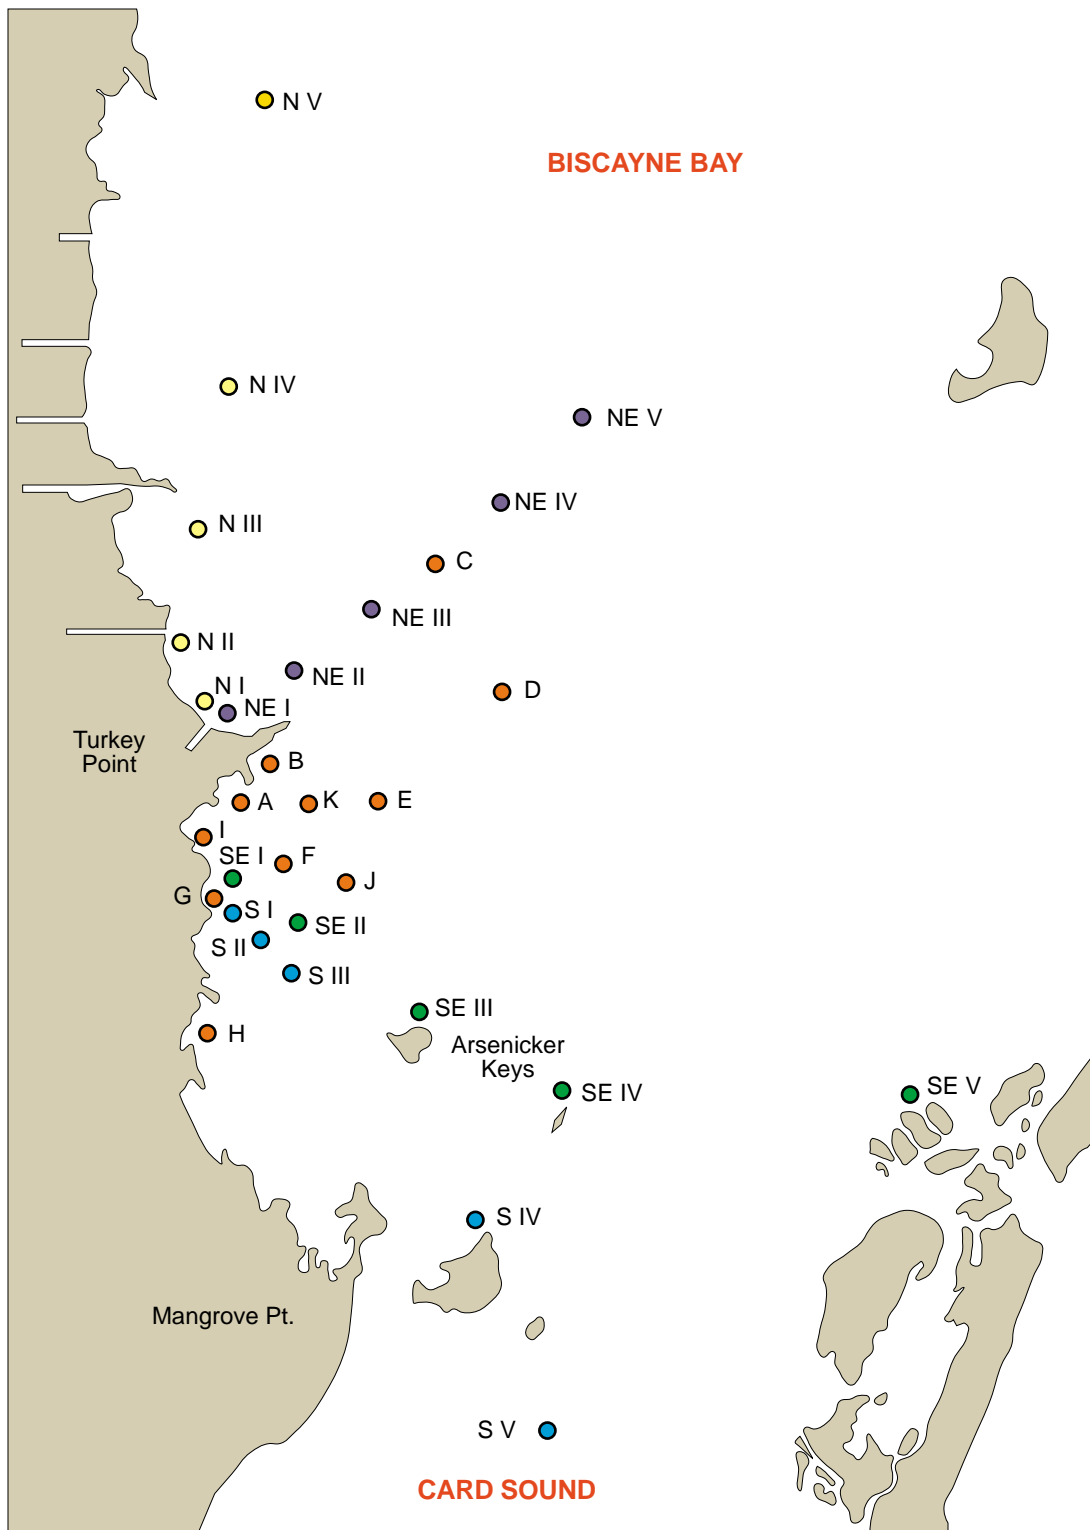 N V
BISCAYNE BAY
N IV
NE V
NE IV
N III
C
NE III
N II
NE II
N I
D
NE I
Turkey
Point
B
A
K
E
I
SE I
F
J
G
S I
SE II
S II
S III
SE III
H
Arsenicker
Keys
SE IV
SE V
S IV
Mangrove Pt.
S V
CARD SOUND